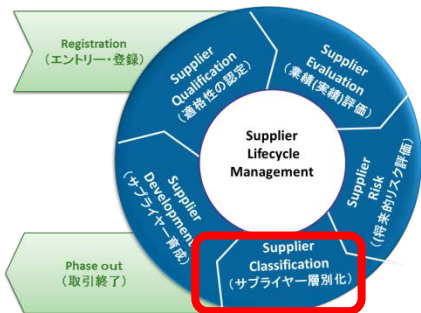 Registration
(エントリー・登録)
Supplier
Qualification
(適格性の認定)
Supplier
Evaluation
(業績(実績)評価)
Supplier
Lifecycle
Management
Supplier
Risk
((将来的リスク評価)
Supplier
Classification
(サプライヤー層別化)
Supplier
Development
(サプライヤー育成)
Phase out
(取引終了)